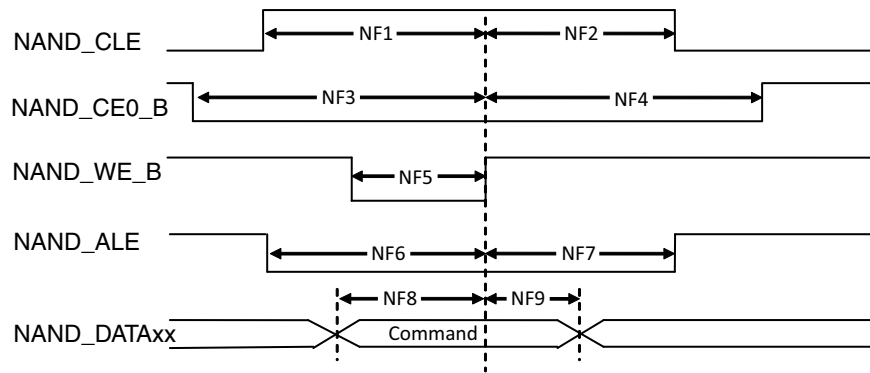 NAND_CLE NF1 NF2
NAND_CE0_B NF3 NF4
NAND_WE_B NF5
NAND_ALE NF6 NF7
NF8 NF9
NAND_DATAxx Command